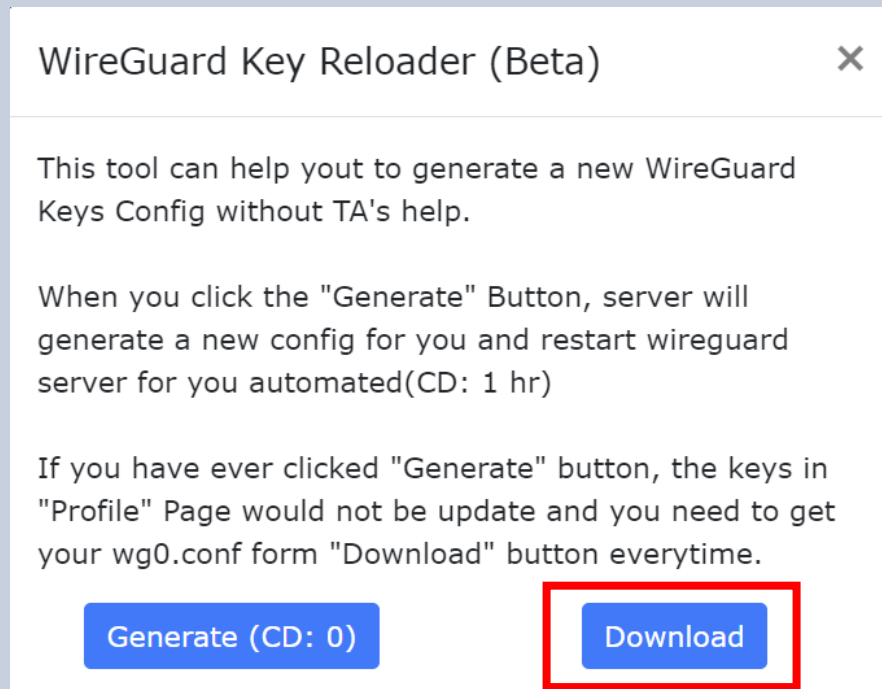 WireGuard Key Reloader (Beta) ×
This tool can help yout to generate a new WireGuard
Keys Config without TA's help.
When you click the "Generate" Button, server will
generate a new config for you and restart wireguard
server for you automated(CD: 1 hr)
If you have ever clicked "Generate" button, the keys in
"Profile" Page would not be update and you need to get
your wg0.conf form "Download" button everytime.
Generate (CD: 0) Download